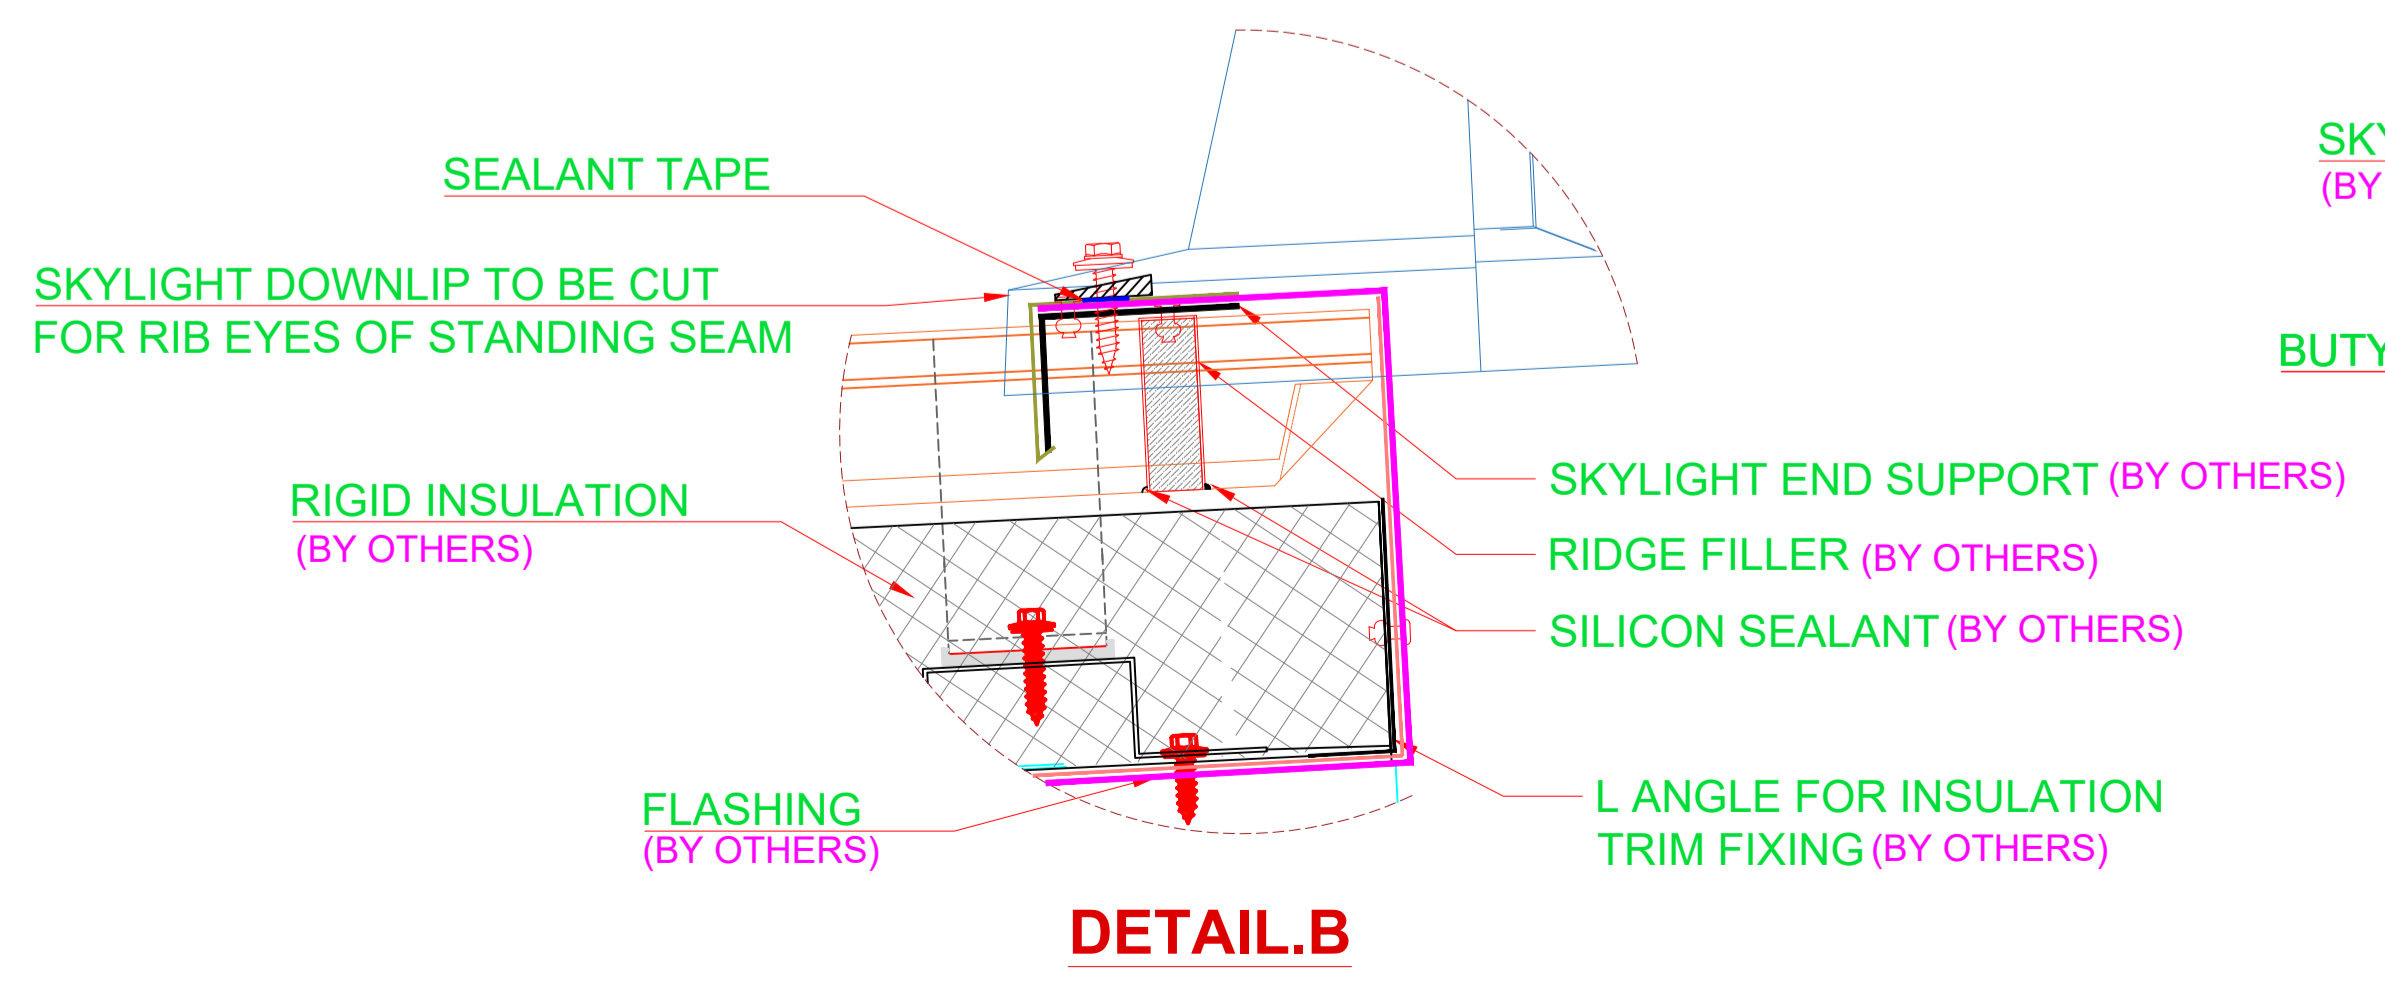 SEALANT TAPE
SKYLIGHT DOWNLIP TO BE CUT
FOR RIB EYES OF STANDING SEAM
RIGID INSULATION
(BY OTHERS)
FLASHING
(BY OTHERS)
SKYLIGHT END SUPPORT (BY OTHERS)
RIDGE FILLER (BY OTHERS)
SILICON SEALANT (BY OTHERS)
L ANGLE FOR INSULATION
TRIM FIXING (BY OTHERS)
DETAIL.B
(BY